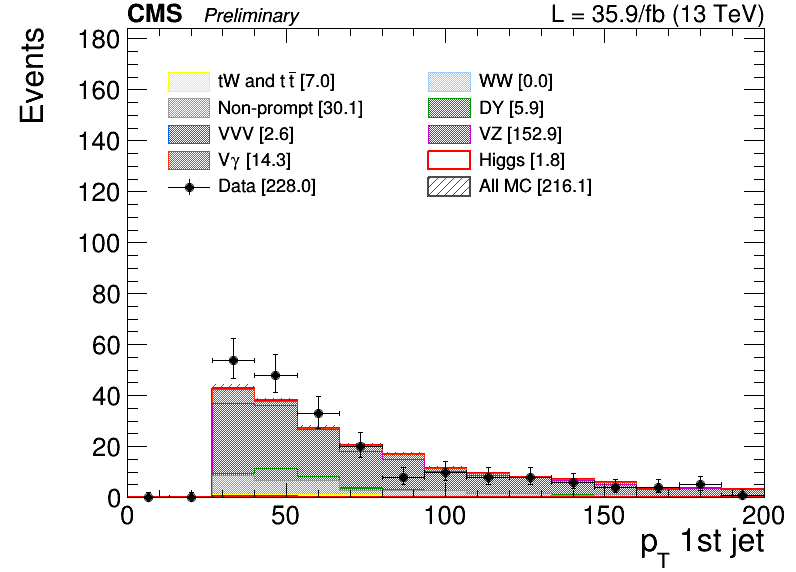 CMS Preliminary L = 35.9/fb (13 TeV)
Events
180
160
140
120
100
80
60
40
20
0
tW and tt̅ [7.0] WW [0.0]
Non-prompt [30.1] DY [5.9]
VVV [2.6] VZ [152.9]
Vγ [14.3] Higgs [1.8]
Data [228.0] All MC [216.1]
0 50 100 150 200
p_T 1st jet